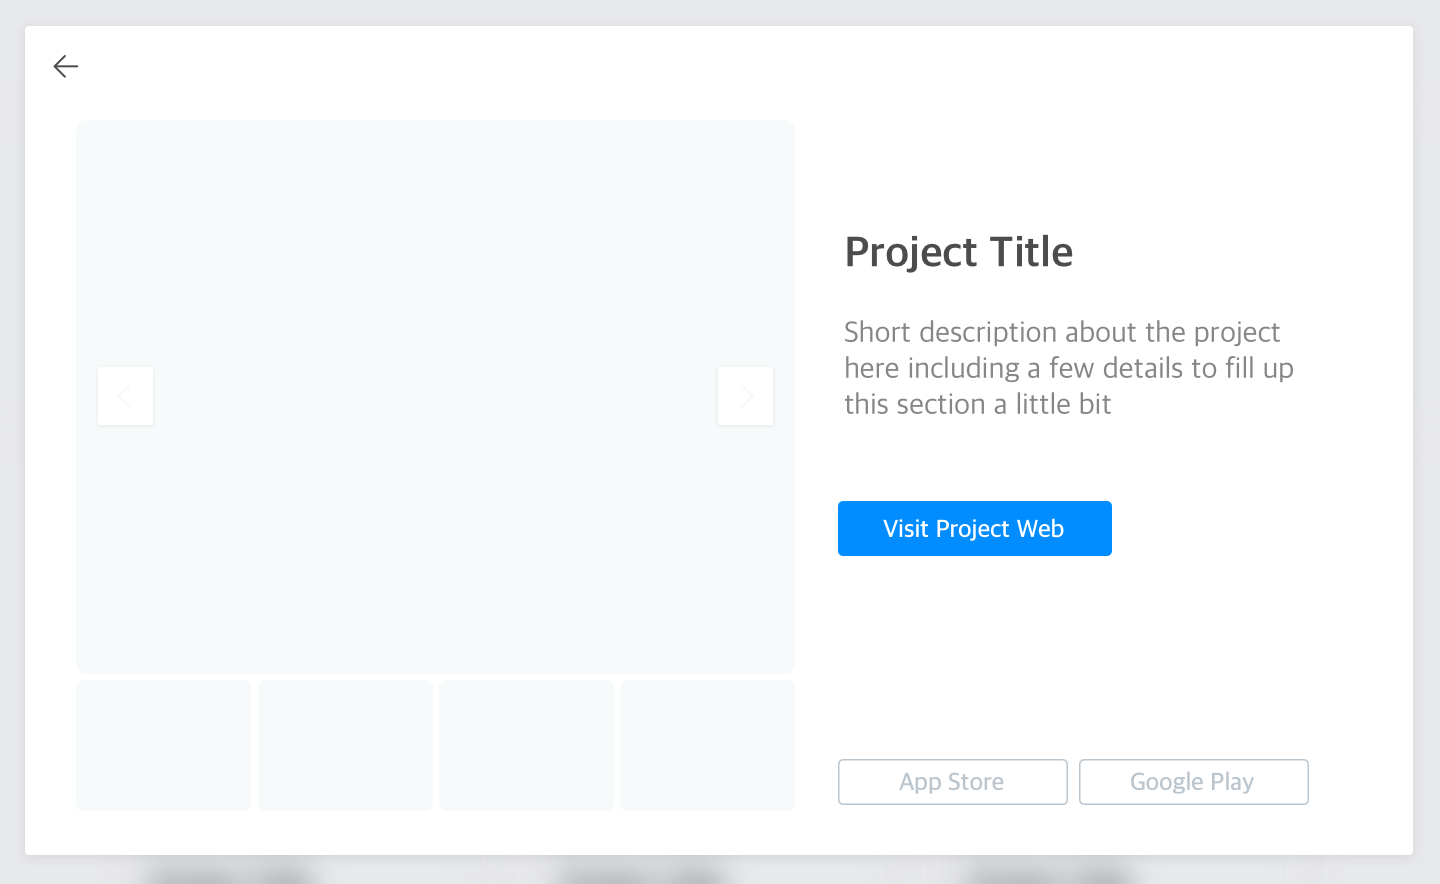 Project Title
Short description about the project
here including a few details to fill up
this section a little bit
Visit Project Web
App Store
Google Play